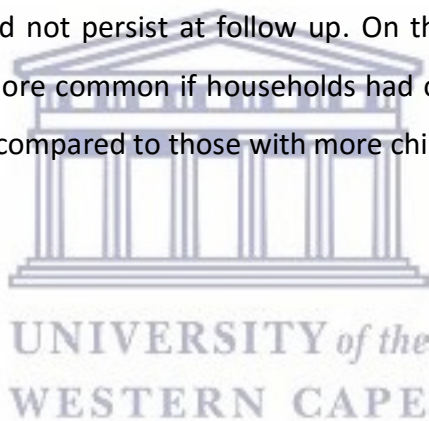 d not persist at follow up. On th
ore common if households had
compared to those with more chi
UNIVERSITY of the
WESTERN CAPE